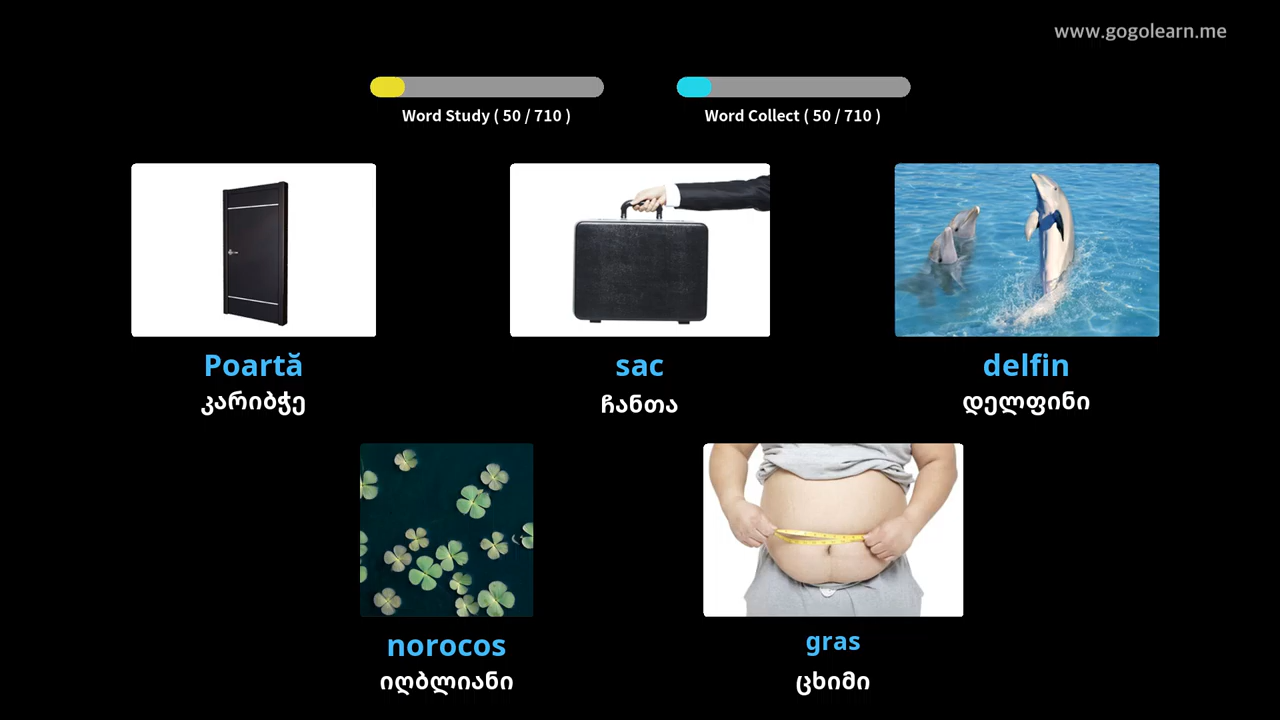 www.gogolearn.me
Word Study ( 50 / 710 )
Word Collect ( 50 / 710 )
Poartă
კარიბჭე
sac
ჩანთა
delfin
დელფინი
norocos
იღბლიანი
gras
ცხიმი